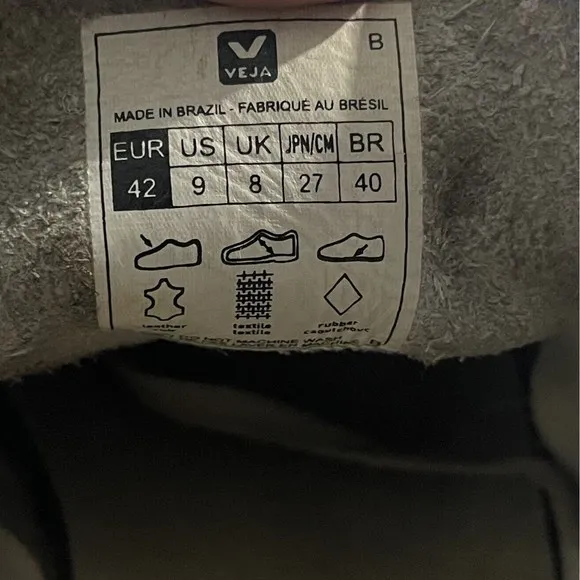 VEJA
B
MADE IN BRAZIL - FABRIQUÉ AU BRÉSIL
EUR US UK JPN/CM BR
42 9 8 27 40
leather textile rubber
textile caoutchouc
DO NOT MACHINE WASH